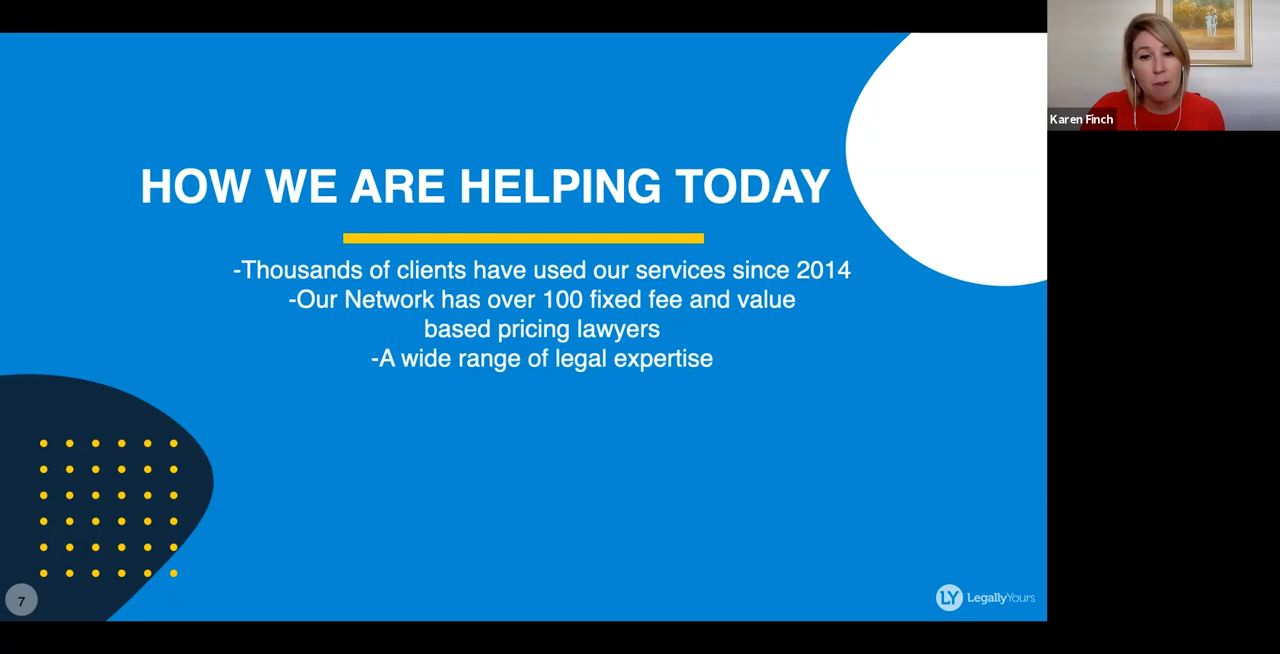 Karen Finch
HOW WE ARE HELPING TODAY
-Thousands of clients have used our services since 2014
-Our Network has over 100 fixed fee and value
based pricing lawyers
-A wide range of legal expertise
7
LY LegallyYours